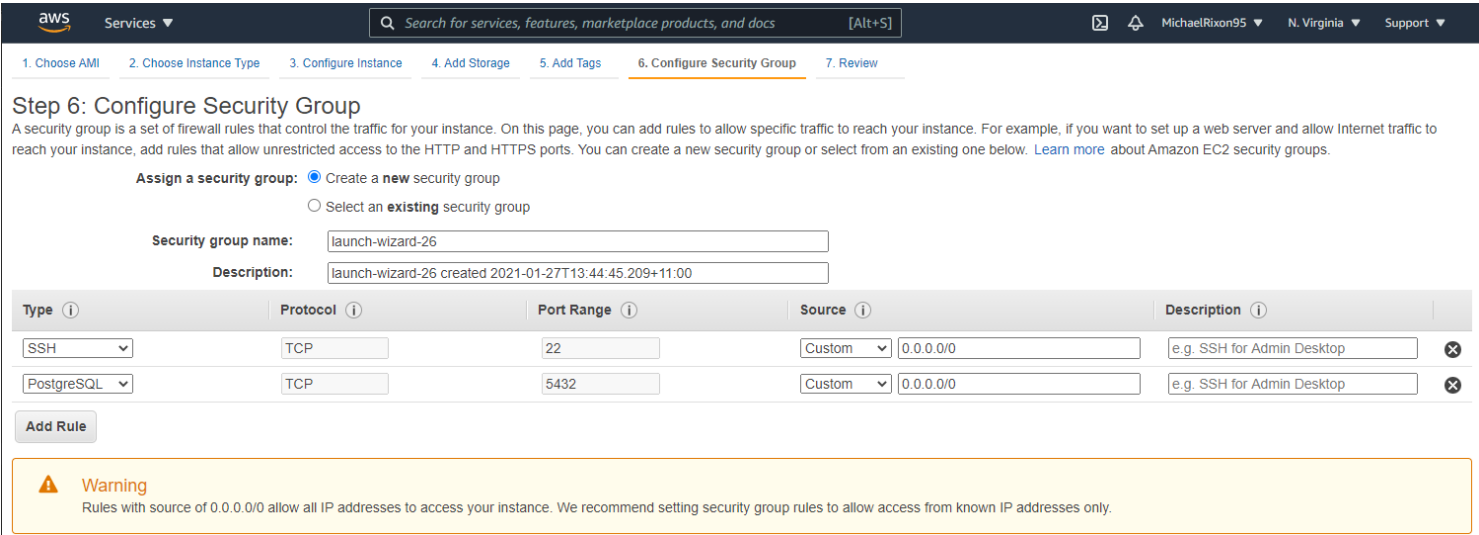 aws Services ▼ Search for services, features, marketplace products, and docs [Alt+S] MichaelRixon95 ▼ N. Virginia ▼ Support ▼
1. Choose AMI 2. Choose Instance Type 3. Configure Instance 4. Add Storage 5. Add Tags 6. Configure Security Group 7. Review
Step 6: Configure Security Group
A security group is a set of firewall rules that control the traffic for your instance. On this page, you can add rules to allow specific traffic to reach your instance. For example, if you want to set up a web server and allow Internet traffic to
reach your instance, add rules that allow unrestricted access to the HTTP and HTTPS ports. You can create a new security group or select from an existing one below. Learn more about Amazon EC2 security groups.
Assign a security group: Create a new security group
Select an existing security group
Security group name: launch-wizard-26
Description: launch-wizard-26 created 2021-01-27T13:44:45.209+11:00
Type i Protocol i Port Range i Source i Description i
SSH TCP 22 Custom 0.0.0.0/0 e.g. SSH for Admin Desktop
PostgreSQL TCP 5432 Custom 0.0.0.0/0 e.g. SSH for Admin Desktop
Add Rule
Warning
Rules with source of 0.0.0.0/0 allow all IP addresses to access your instance. We recommend setting security group rules to allow access from known IP addresses only.